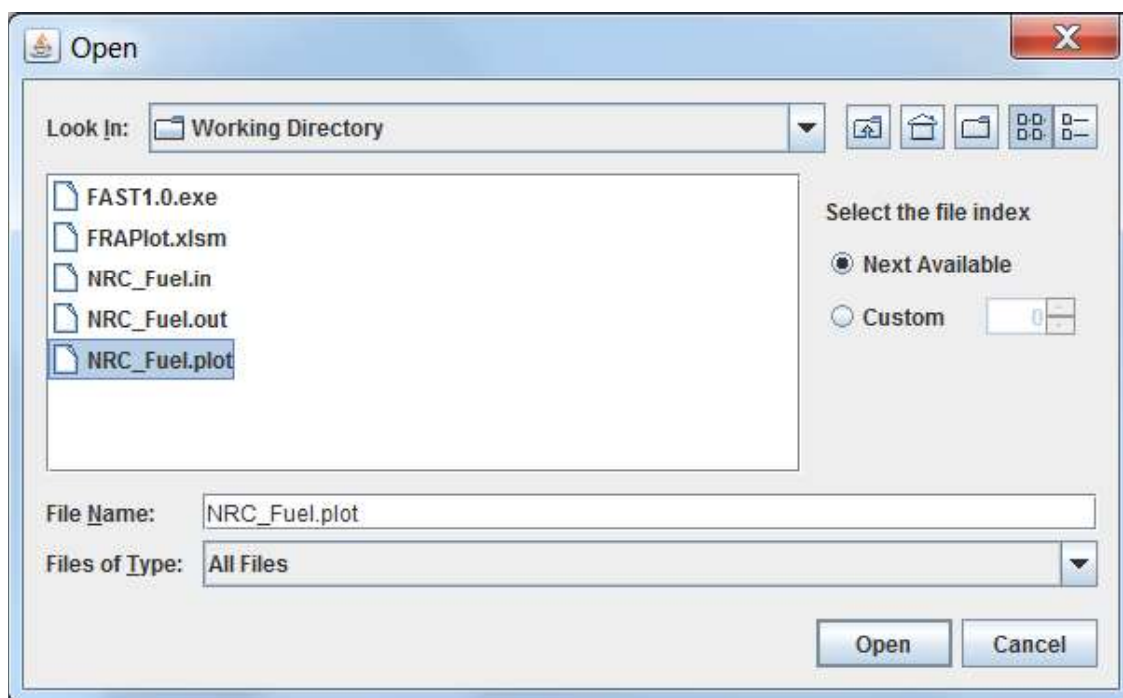 Open
Look In: Working Directory
FAST1.0.exe
FRAPlot.xlsm
NRC_Fuel.in
NRC_Fuel.out
NRC_Fuel.plot
Select the file index
Next Available
Custom 0
File Name: NRC_Fuel.plot
Files of Type: All Files
Open Cancel